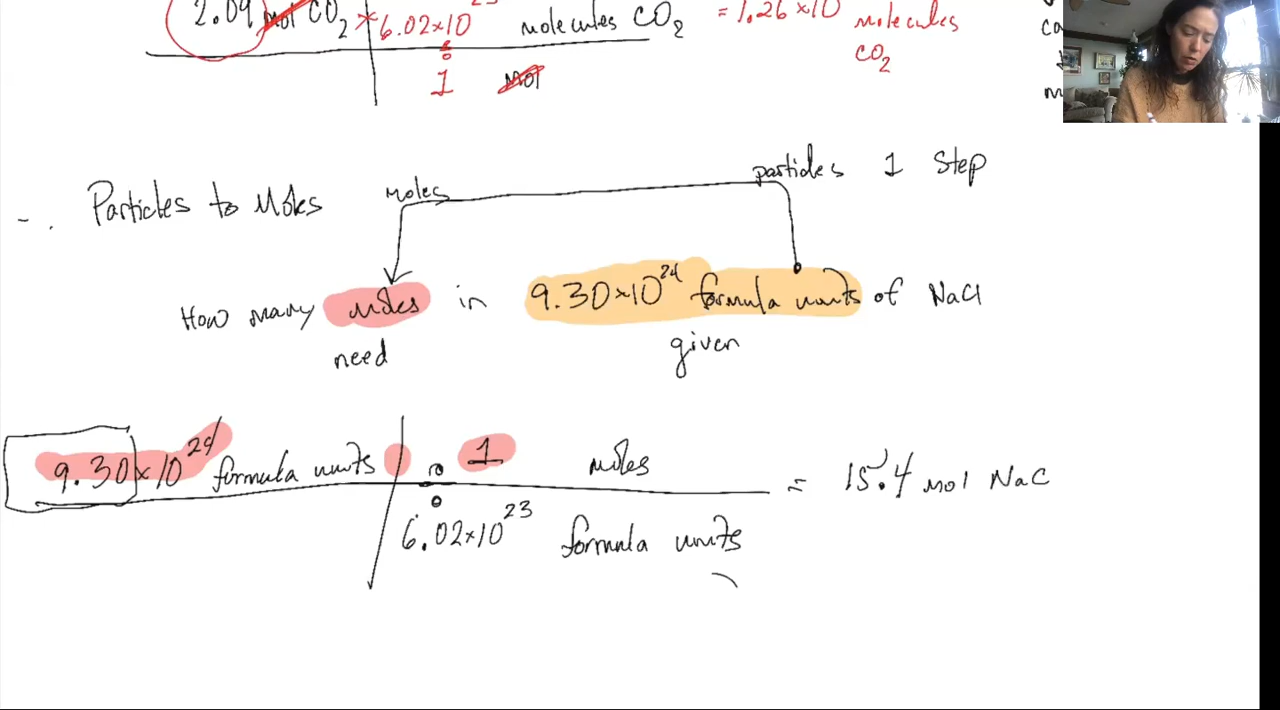 2.09 mol CO2 × 6.02×10^23 molecules CO2 = 1.26×10 molecules CO2
1 mol
Particles to Moles
moles particles 1 step
How many moles in 9.30×10^24 formula units of NaCl
need given
9.30×10^24 formula units 1 moles = 15.4 mol NaC
6.02×10^23 formula units